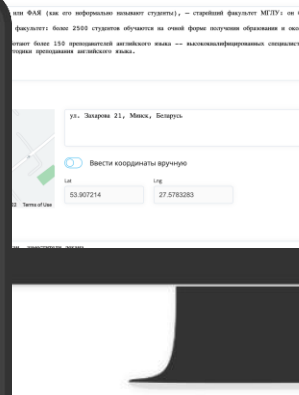 или ФАЯ (как его неформально называют студенты), — старейший факультет МГЛУ: он
факультет: более 2500 студентов обучаются на очной форме получения образования и
более 150 преподавателей английского языка —– высококвалифицированных
преподавания английского языка.
ул. Захарова 21, Минск, Беларусь
Ввести координаты вручную
Lat
Lng
53.907214
27.5783283
Terms of Use